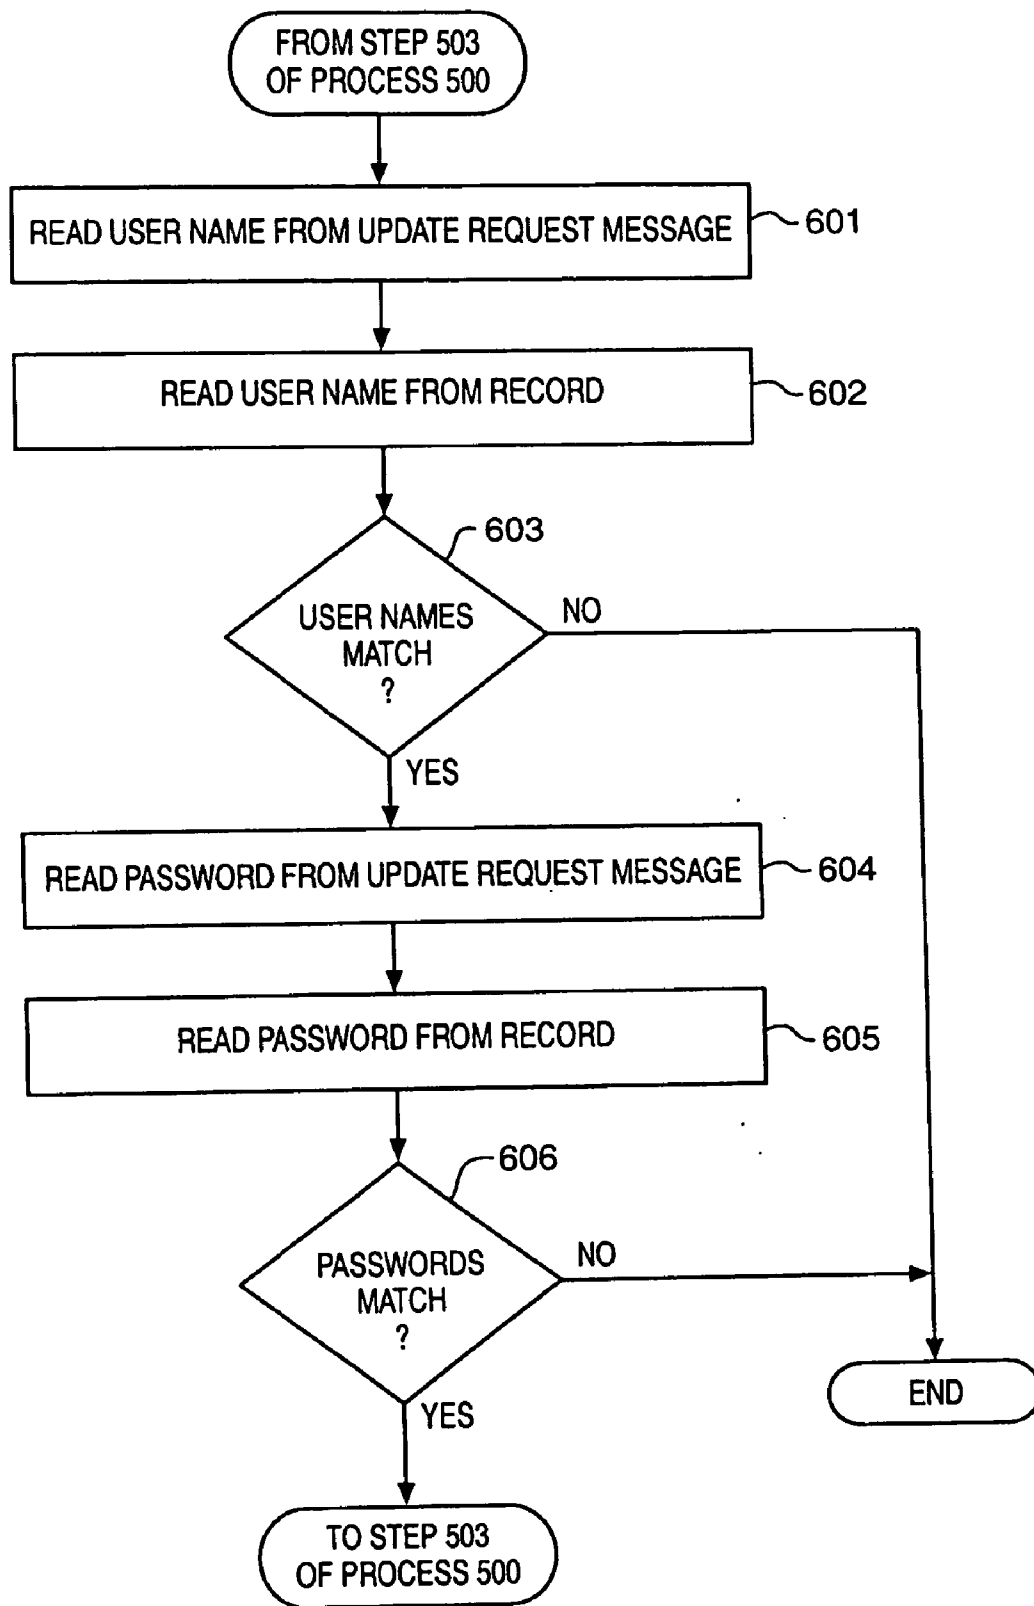 FROM STEP 503
OF PROCESS 500
READ USER NAME FROM UPDATE REQUEST MESSAGE
601
READ USER NAME FROM RECORD
602
603
USER NAMES
MATCH
?
NO
YES
READ PASSWORD FROM UPDATE REQUEST MESSAGE
604
READ PASSWORD FROM RECORD
605
606
PASSWORDS
MATCH
?
NO
YES
END
TO STEP 503
OF PROCESS 500